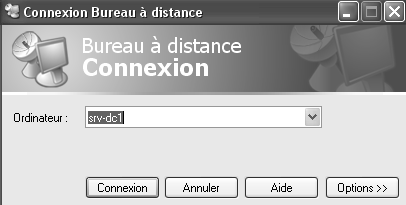 Connexion Bureau à distance
Bureau à distance
Connexion
Ordinateur :
srv-dc1
Connexion
Annuler
Aide
Options >>